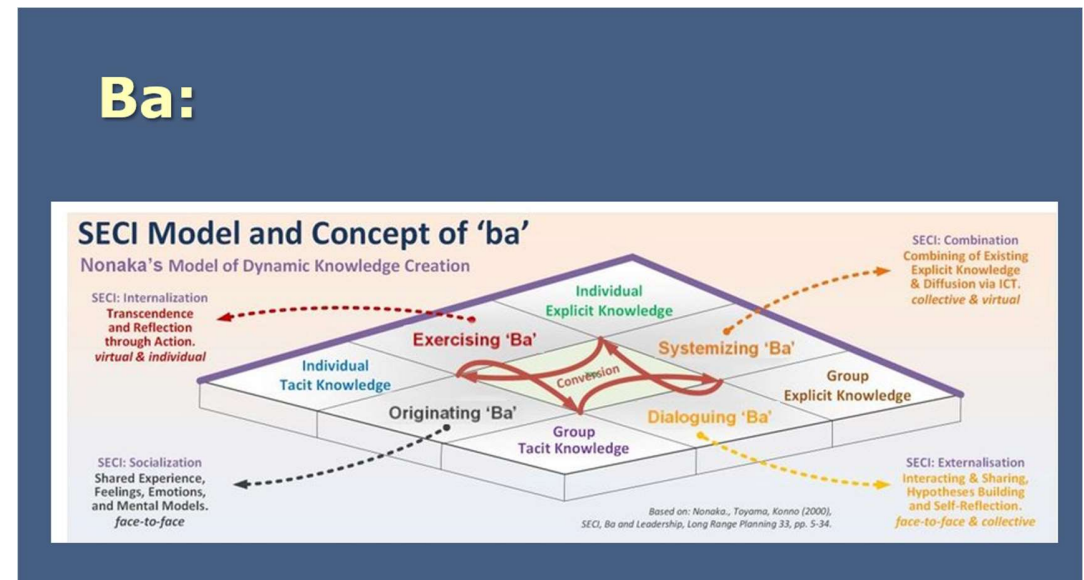 Ba:
SECI Model and Concept of ‘ba’
Nonaka’s Model of Dynamic Knowledge Creation
SECI: Internalization
Transcendence
and Reflection
through Action.
virtual & individual
SECI: Combination
Combining of Existing
Explicit Knowledge
& Diffusion via ICT.
collective & virtual
Individual
Explicit Knowledge
Exercising ‘Ba’
Systemizing ‘Ba’
Individual
Tacit Knowledge
Conversion
Group
Explicit Knowledge
Originating ‘Ba’
Dialoguing ‘Ba’
Group
Tacit Knowledge
SECI: Socialization
Shared Experience,
Feelings, Emotions,
and Mental Models.
face-to-face
SECI: Externalisation
Interacting & Sharing,
Hypotheses Building
and Self-Reflection.
face-to-face & collective
Based on: Nonaka., Toyama, Konno (2000),
SECI, Ba and Leadership, Long Range Planning 33, pp. 5-34.